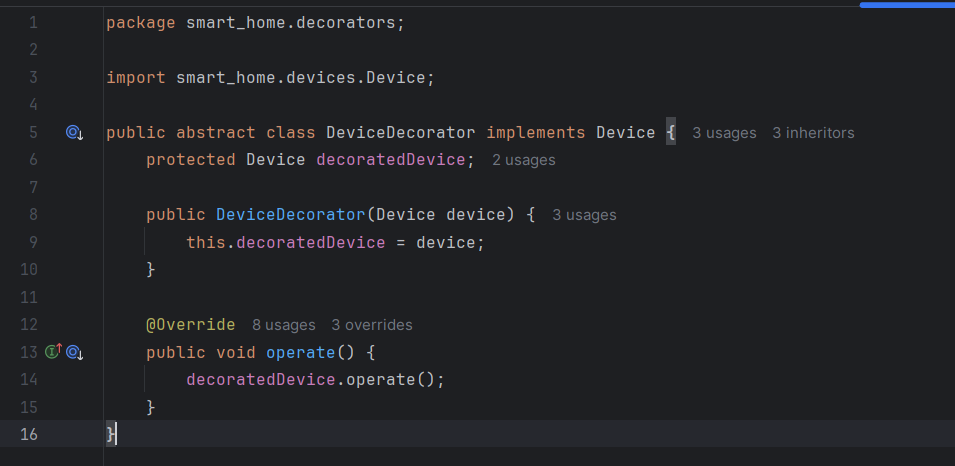 1 package smart_home.decorators;
2
3 import smart_home.devices.Device;
4
5 public abstract class DeviceDecorator implements Device { 3 usages 3 inheritors
6 protected Device decoratedDevice; 2 usages
7
8 public DeviceDecorator(Device device) { 3 usages
9 this.decoratedDevice = device;
10 }
11
12 @Override 8 usages 3 overrides
13 public void operate() {
14 decoratedDevice.operate();
15 }
16 }